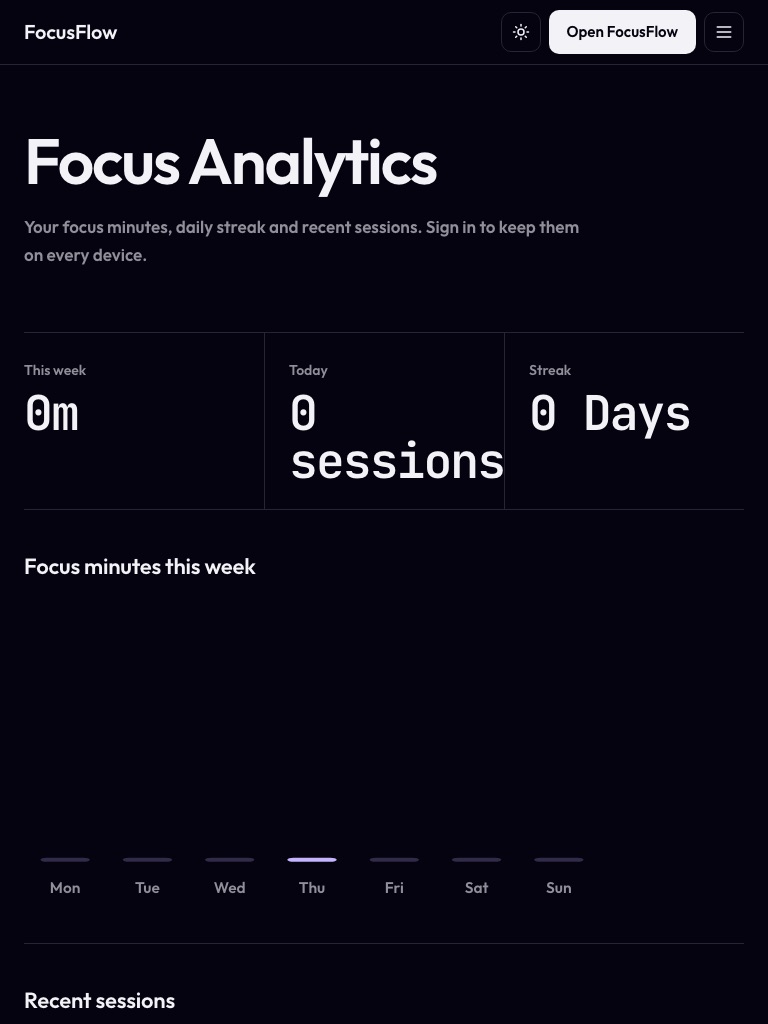 FocusFlow
Open FocusFlow
Focus Analytics
Your focus minutes, daily streak and recent sessions. Sign in to keep them
on every device.
This week
0m
Today
0
sessions
Streak
0 Days
Focus minutes this week
Mon Tue Wed Thu Fri Sat Sun
Recent sessions